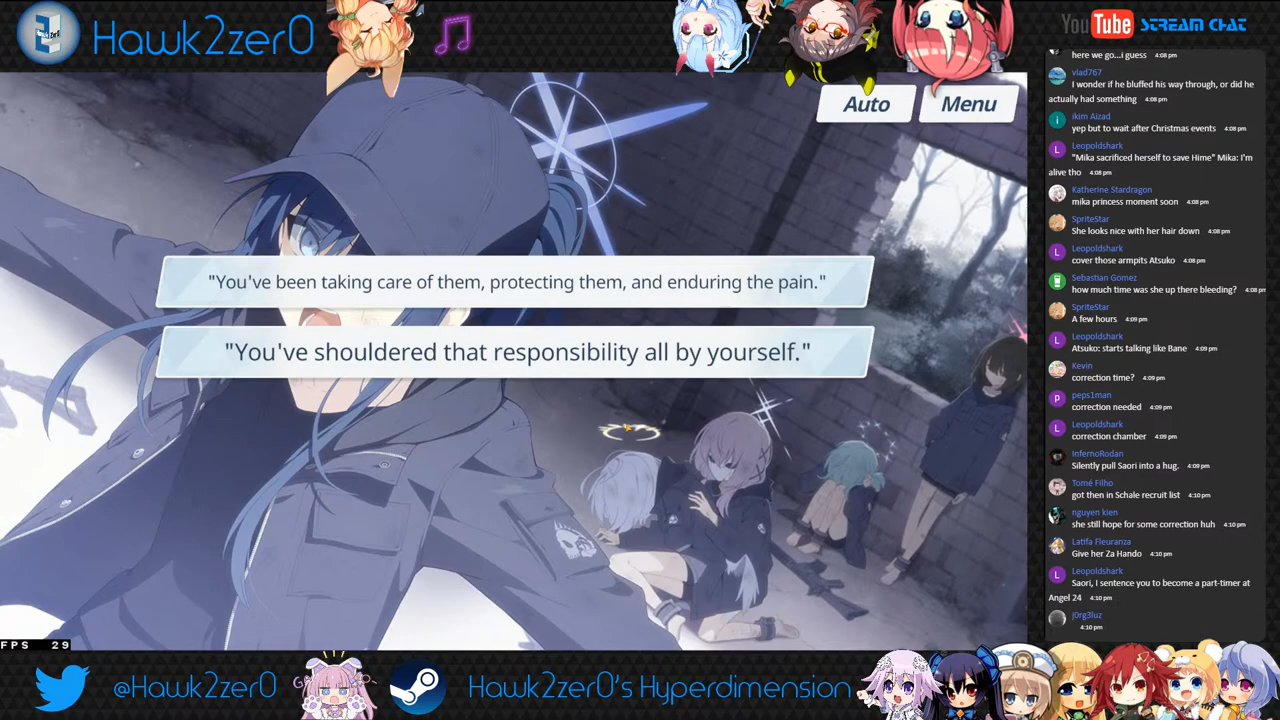 Hawk2zer0
YouTube STREAM CHAT
Auto
Menu
"You've been taking care of them, protecting them, and enduring the pain."
"You've shouldered that responsibility all by yourself."
FPS 29
here we go...i guess 4:08 pm
vlad767
I wonder if he bluffed his way through, or did he
actually had something 4:08 pm
ikim Aizad
yep but to wait after Christmas events 4:08 pm
Leopoldshark
"Mika sacrificed herself to save Hime" Mika: I'm
alive tho 4:08 pm
Katherine Stardragon
mika princess moment soon 4:08 pm
SpriteStar
She looks nice with her hair down 4:08 pm
Leopoldshark
cover those armpits Atsuko 4:08 pm
Sebastian Gomez
how much time was she up there bleeding? 4:08 pm
SpriteStar
A few hours 4:09 pm
Leopoldshark
Atsuko: starts talking like Bane 4:09 pm
Kevin
correction time? 4:09 pm
peps1man
correction needed 4:09 pm
Leopoldshark
correction chamber 4:09 pm
InfernoRodan
Silently pull Saori into a hug. 4:09 pm
Tomé Filho
got then in Schale recruit list 4:10 pm
nguyen kien
she still hope for some correction huh 4:10 pm
Latifa Fleuranza
Give her Za Hando 4:10 pm
Leopoldshark
Saori, I sentence you to become a part-timer at
Angel 24 4:10 pm
j0rg3luz
4:10 pm
@Hawk2zer0
Hawk2zer0's Hyperdimension